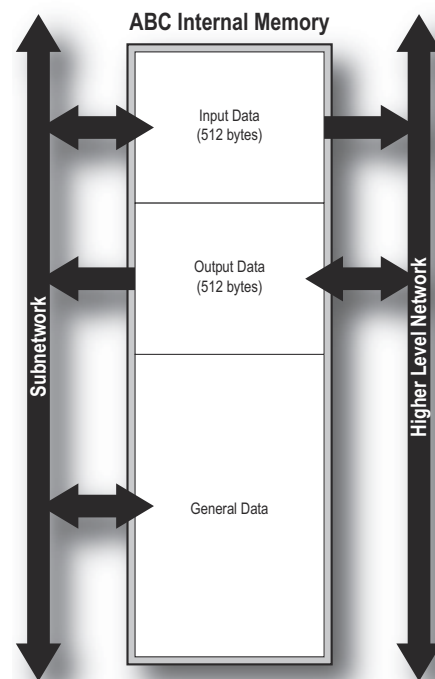 ABC Internal Memory
Input Data
(512 bytes)
Output Data
(512 bytes)
General Data
Subnetwork
Higher Level Network